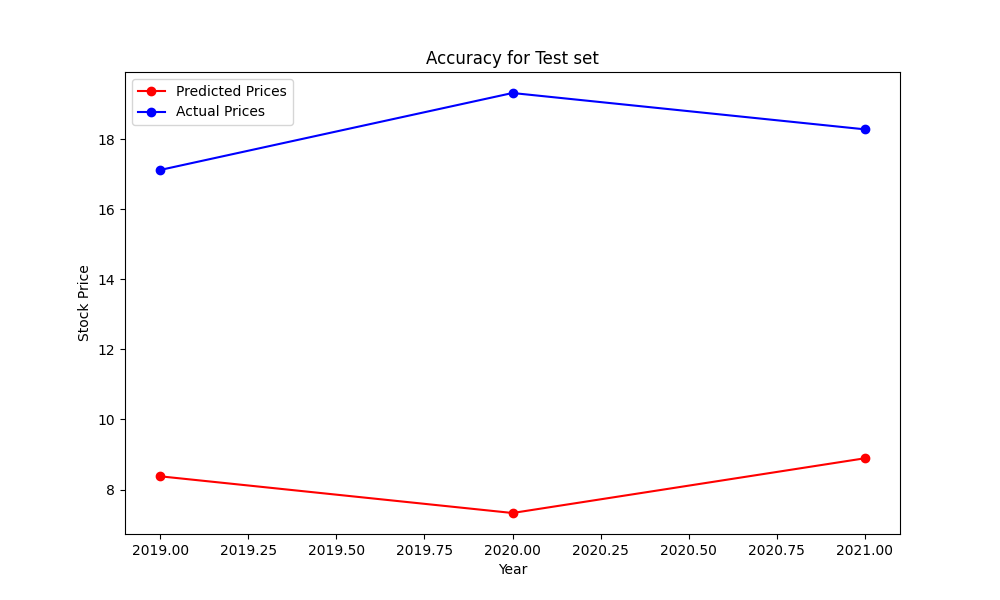 Accuracy for Test set
Predicted Prices
Actual Prices
Stock Price
18
16
14
12
10
8
2019.00 2019.25 2019.50 2019.75 2020.00 2020.25 2020.50 2020.75 2021.00
Year